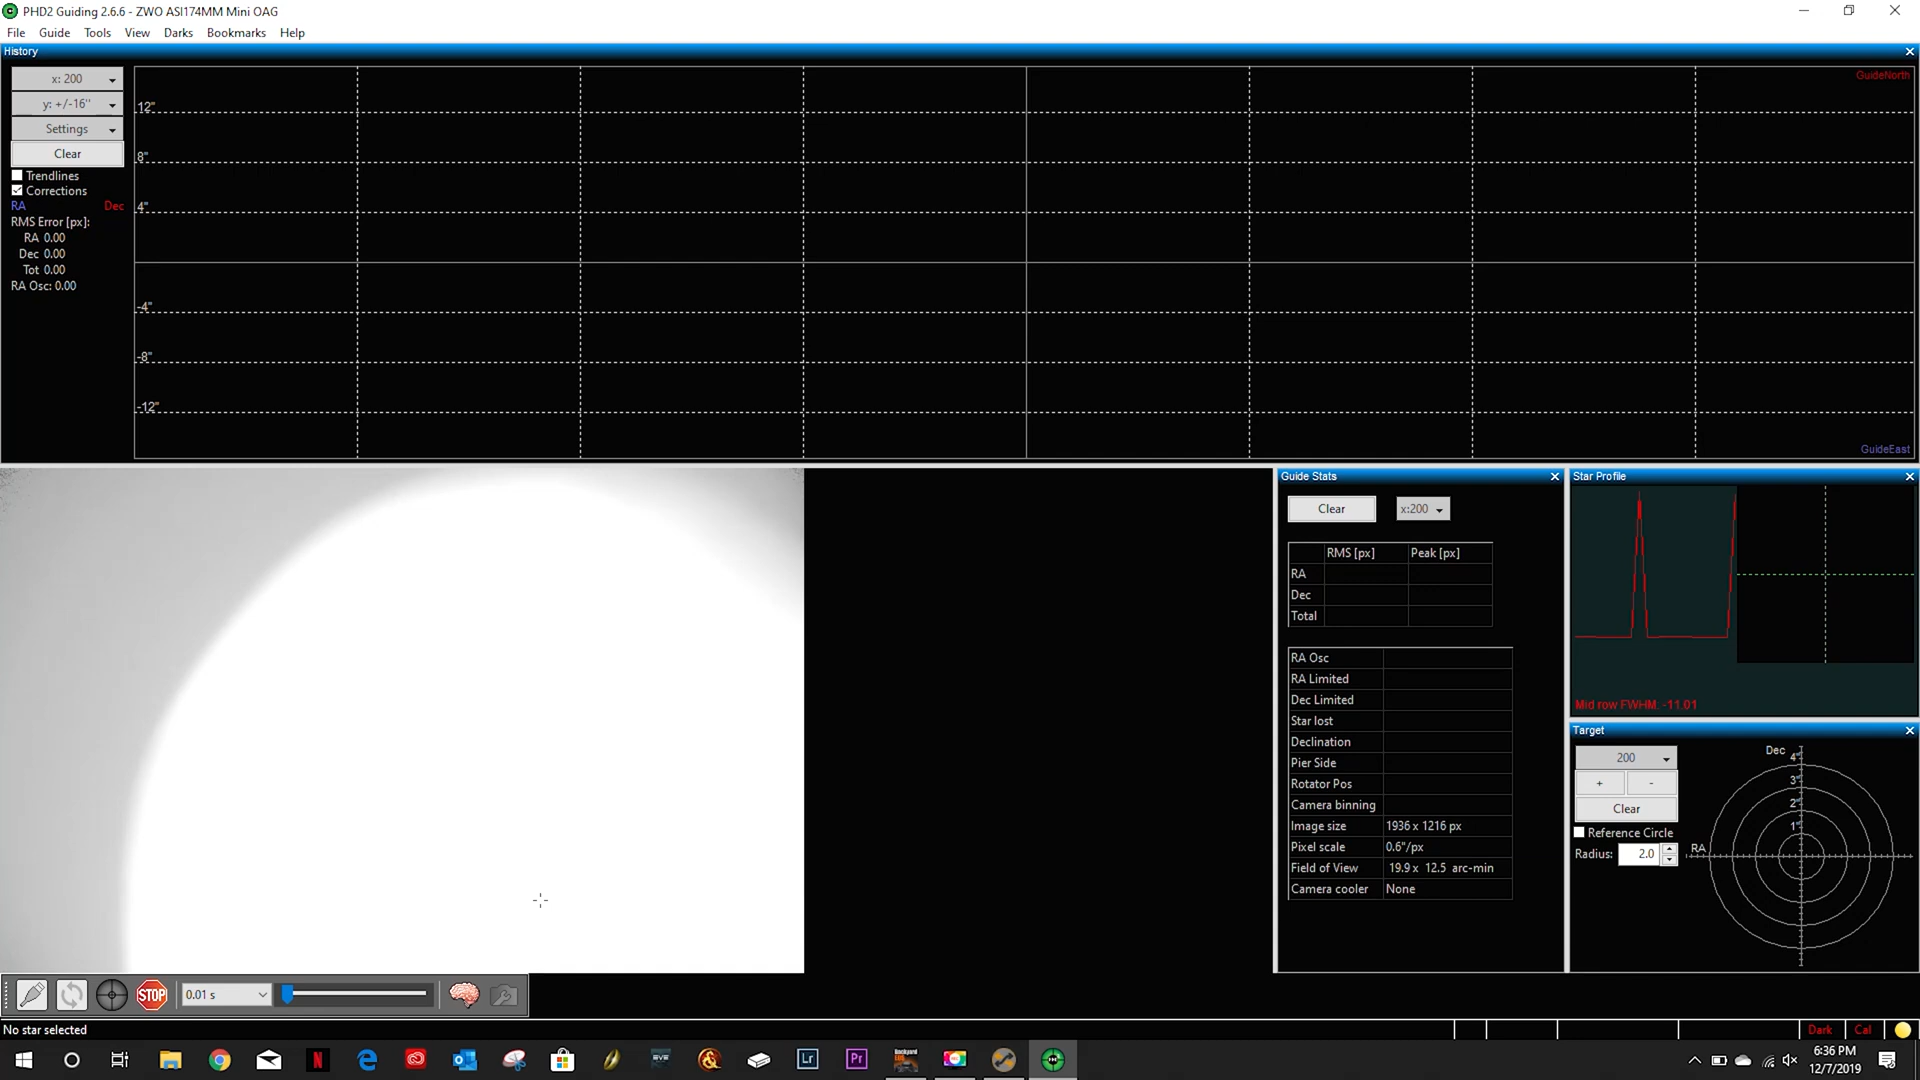 PHD2 Guiding 2.6.6 - ZWO ASI174MM Mini OAG
File Guide Tools View Darks Bookmarks Help
History
x: 200
y: +/-16"
Settings
Clear
Trendlines
Corrections
RA Dec
RMS Error [px]:
RA 0.00
Dec 0.00
Tot 0.00
RA Osc: 0.00
12"
8"
4"
-4"
-8"
-12"
GuideNorth
GuideEast
Guide Stats
Clear x:200
RMS [px] Peak [px]
RA
Dec
Total
RA Osc
RA Limited
Dec Limited
Star lost
Declination
Pier Side
Rotator Pos
Camera binning
Image size 1936 x 1216 px
Pixel scale 0.6"/px
Field of View 19.9 x 12.5 arc-min
Camera cooler None
Star Profile
Mid row FWHM: -11.01
Target
200
+ -
Clear
Reference Circle
Radius: 2.0
Dec
4"
3"
2"
1"
RA
STOP
0.01 s
No star selected
Dark Cal
Lr
Pr
6:36 PM
12/7/2019